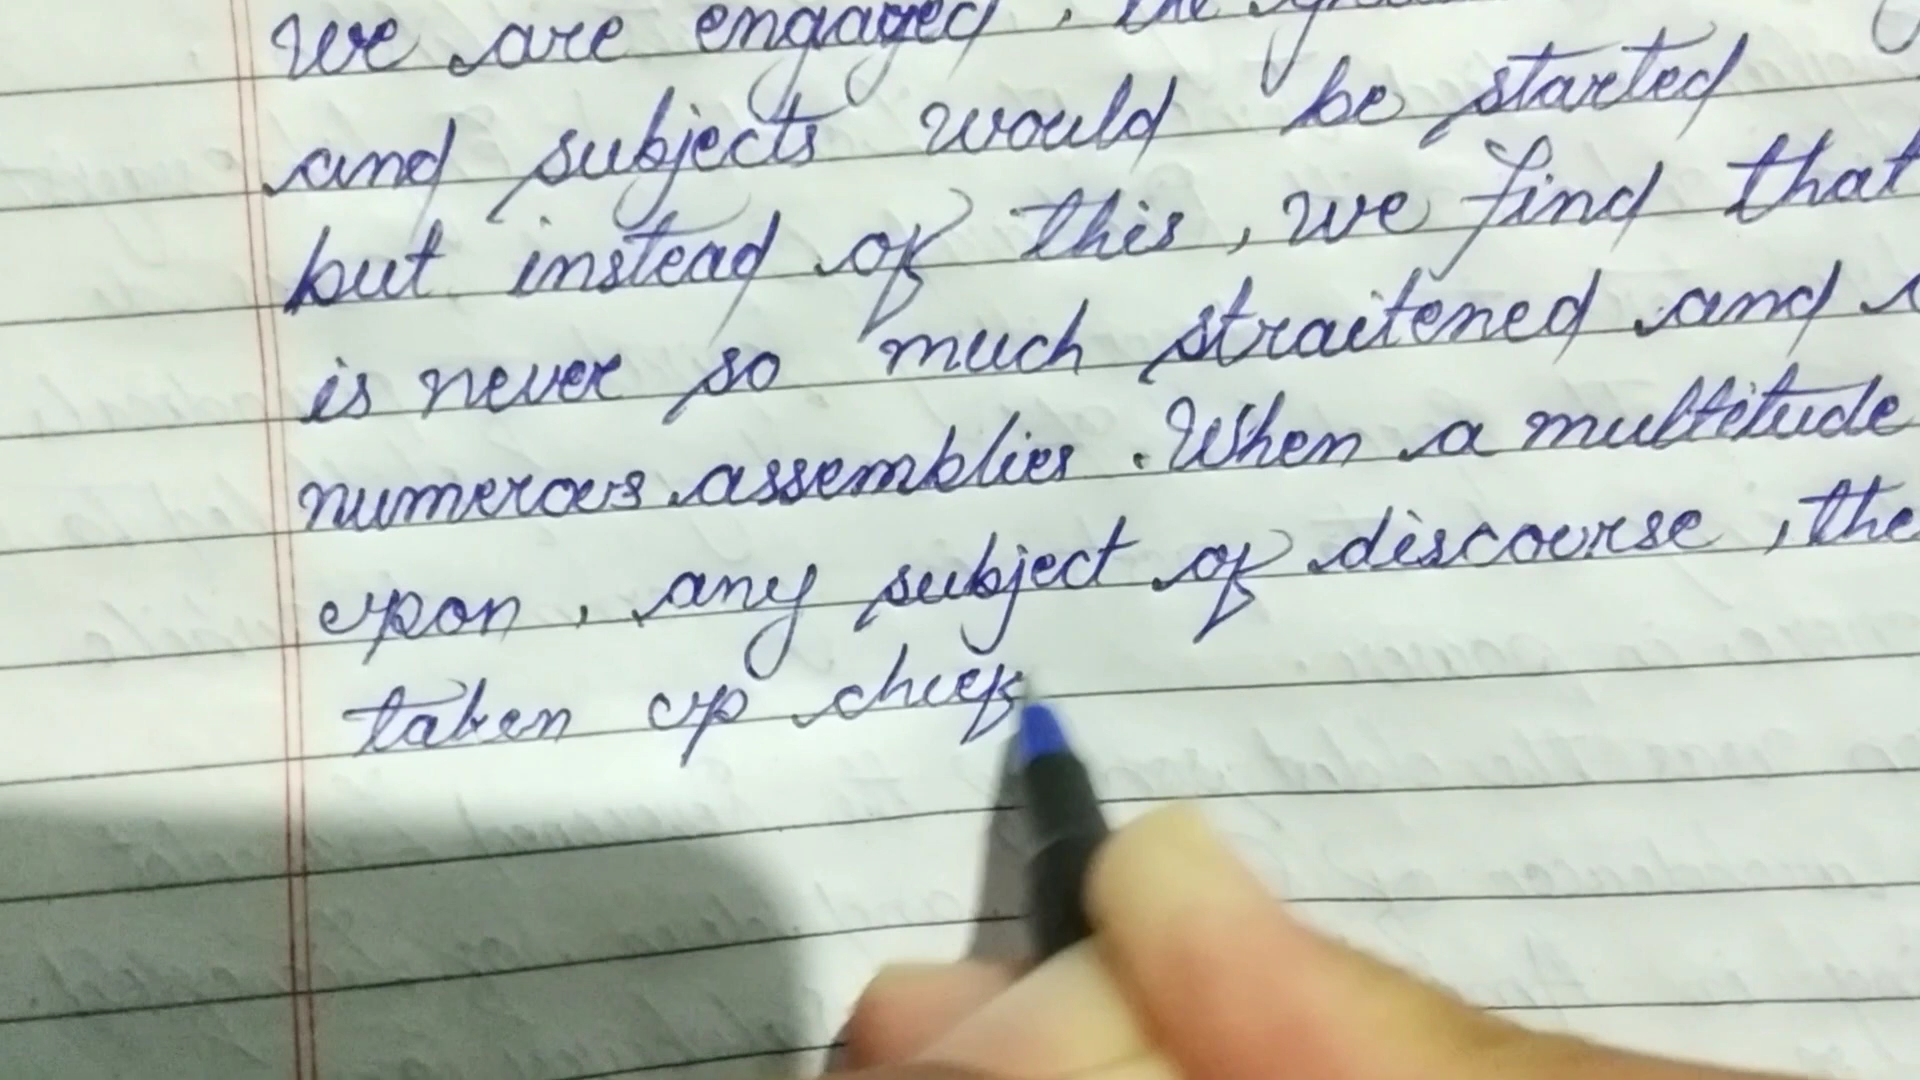 we are engaged, the
and subjects would be started
but instead of this, we find that
is never so much straitened and
numerous assemblies. When a multitude
upon, any subject of discourse, the
taken up chief